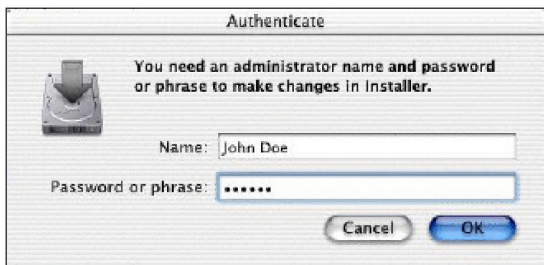 Authenticate
You need an administrator name and password
or phrase to make changes in Installer.
Name: John Doe
Password or phrase: ••••••
Cancel OK